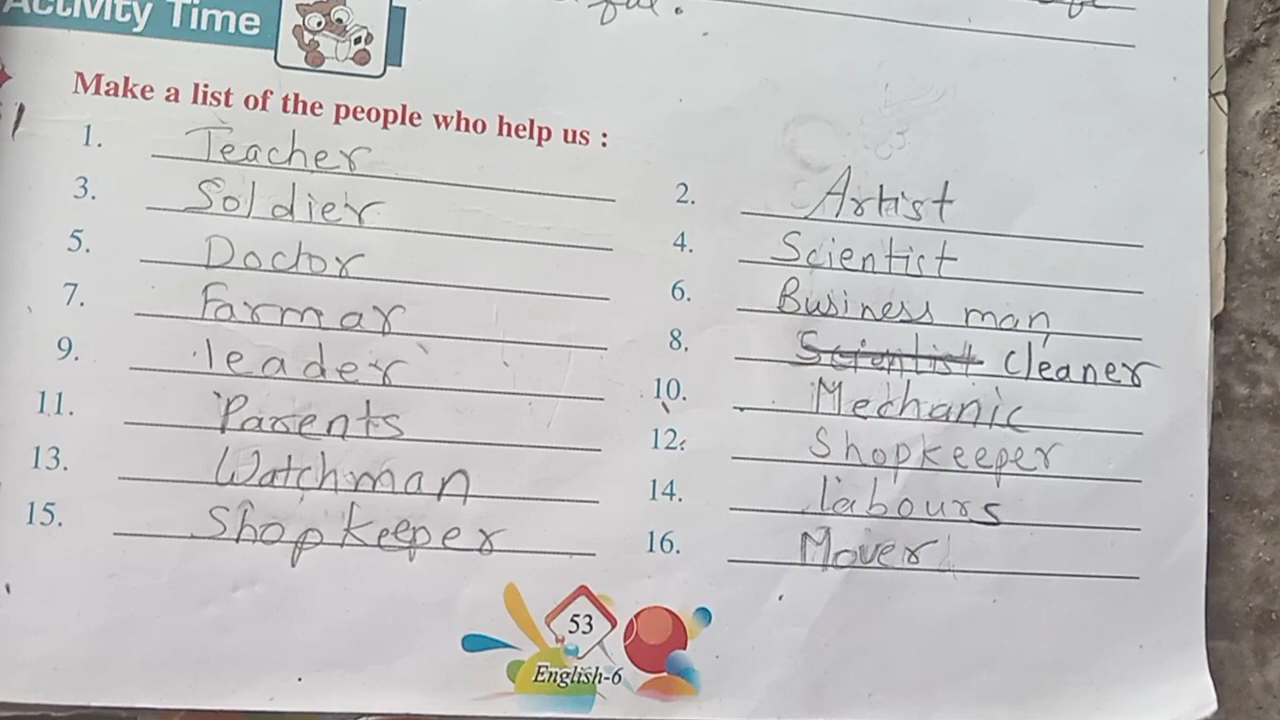 Activity Time
ful.
Make a list of the people who help us :
1. Teacher
2. Artist
3. Soldier
4. Scientist
5. Doctor
6. Business man
7. Farmar
8. Scientist cleaner
9. leader
10. Mechanic
11. Parents
12. Shopkeeper
13. Watchman
14. labours
15. Shopkeeper
16. Mover
53
English-6